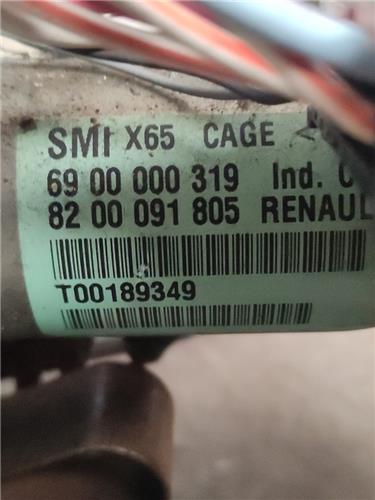 SMI X65 CAGE
69 00 000 319 Ind.
82 00 091 805 RENAUL
T00189349